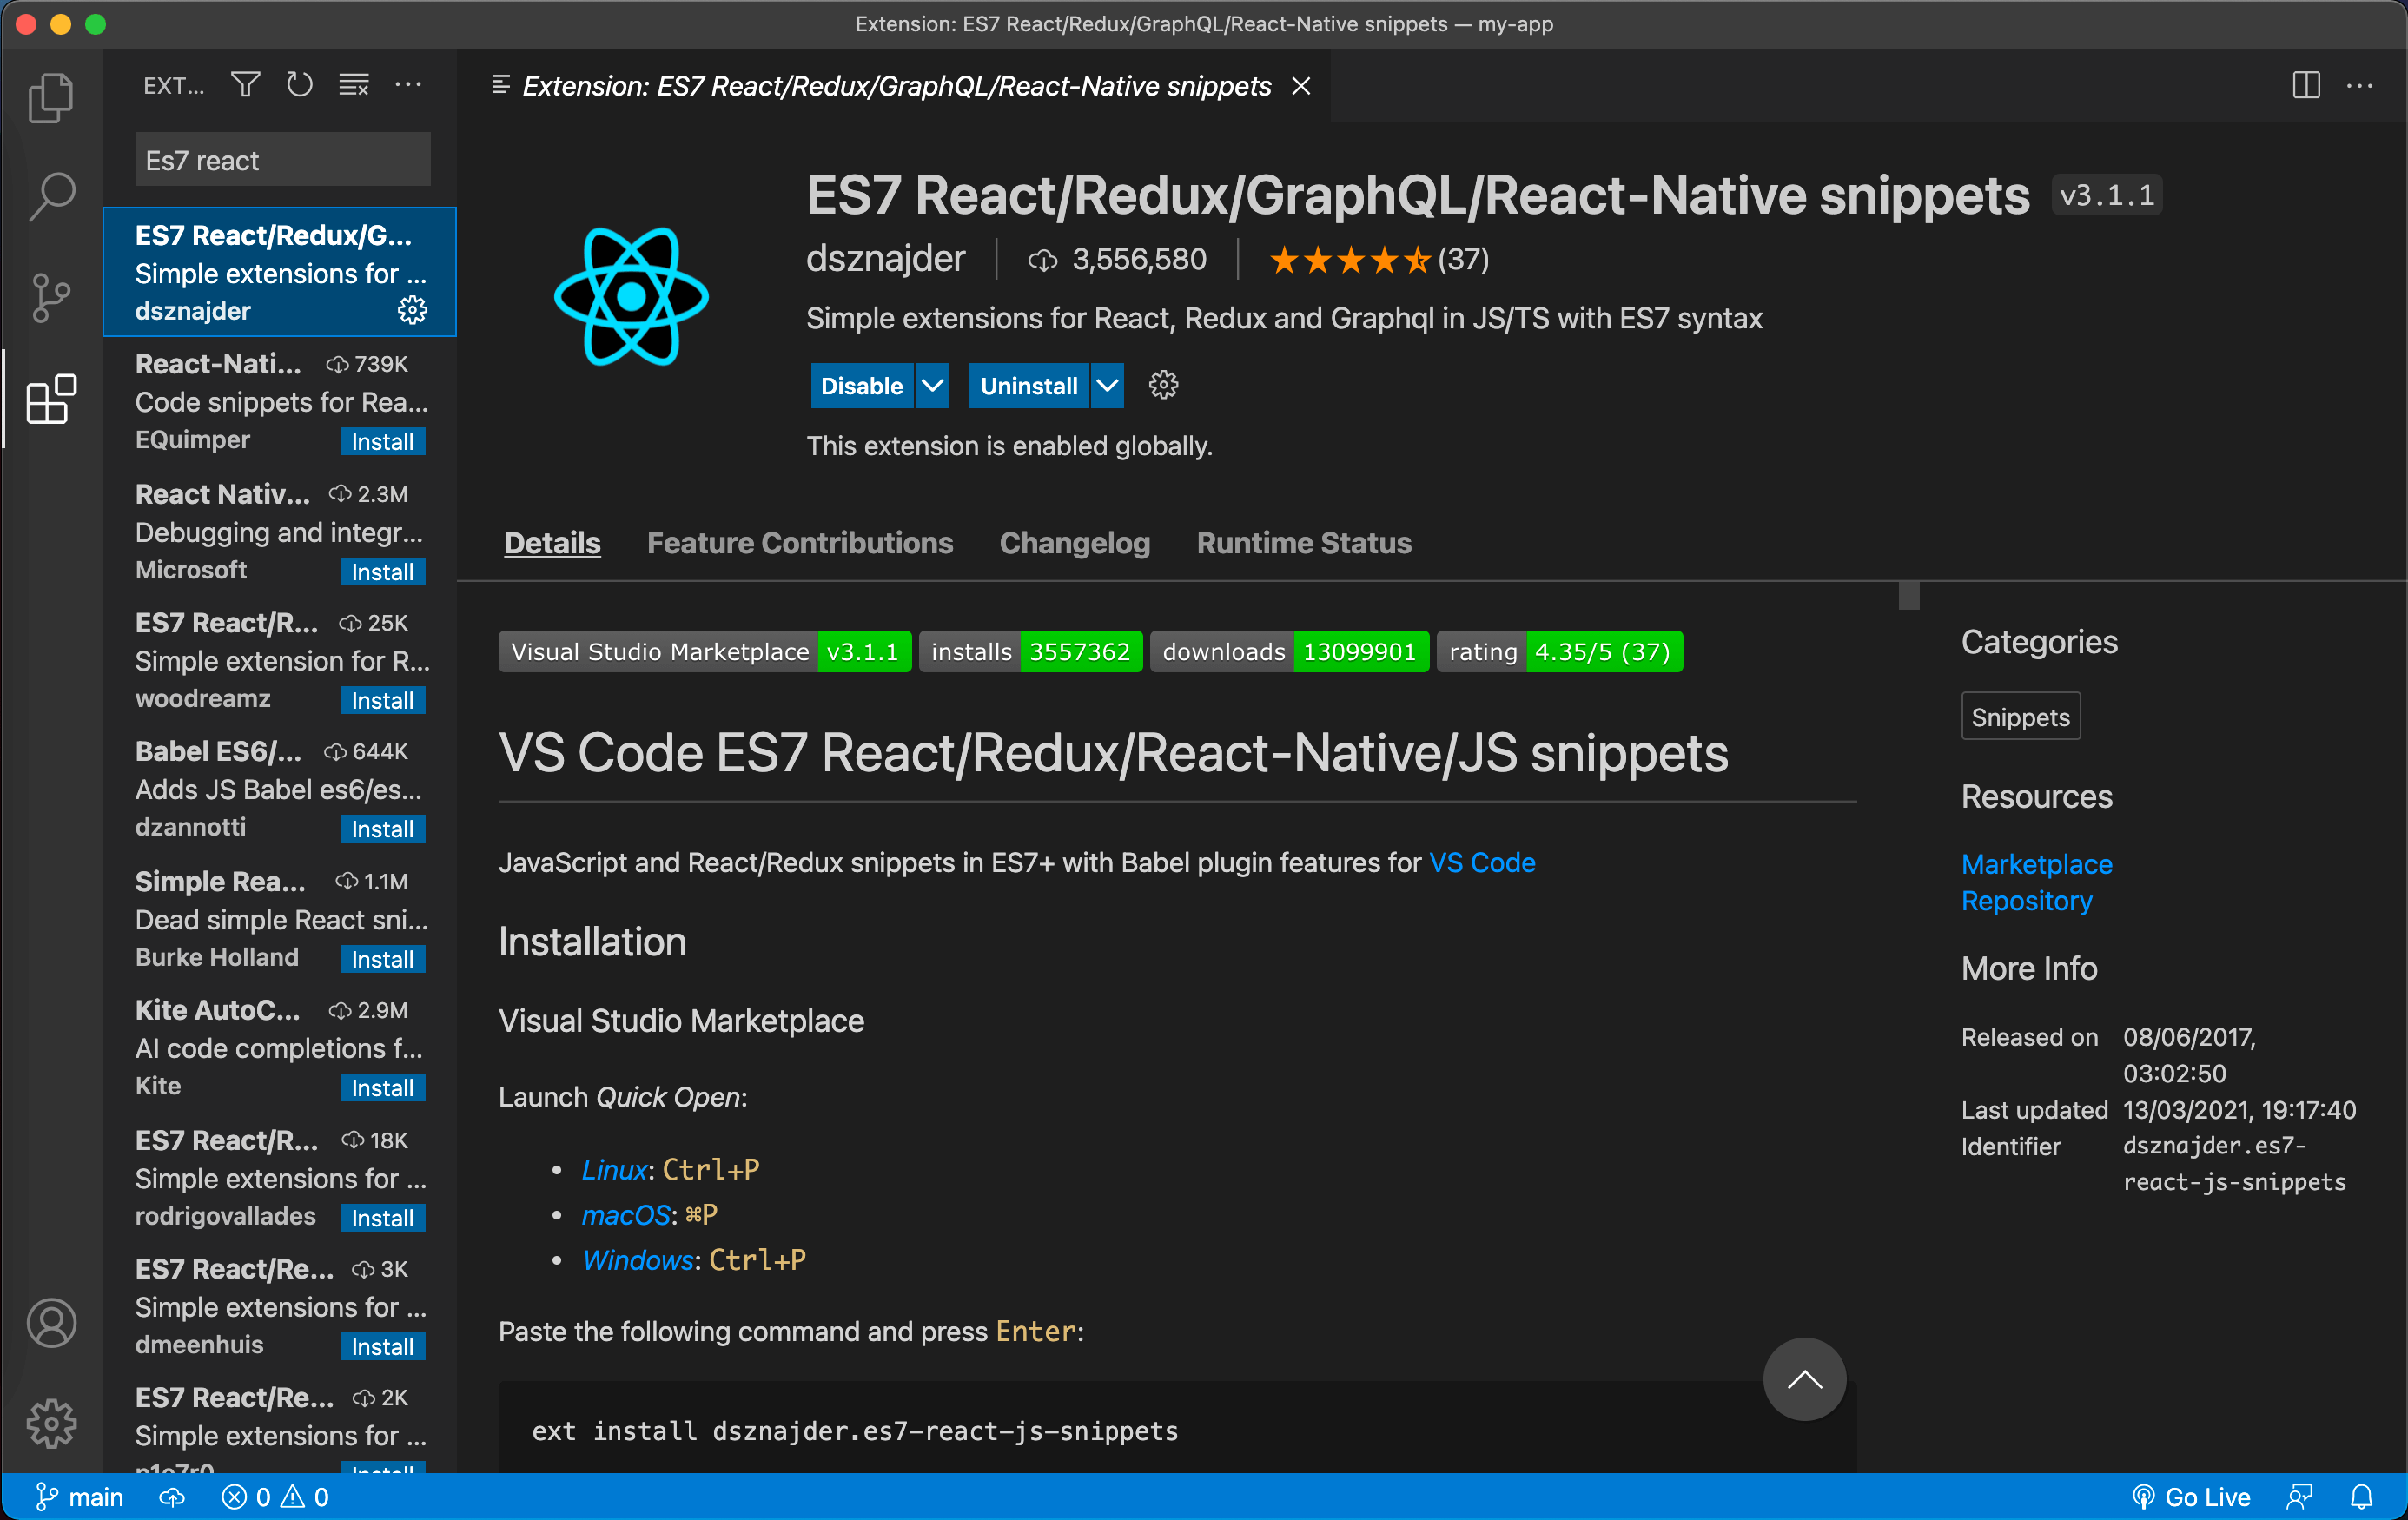 Extension: ES7 React/Redux/GraphQL/React-Native snippets — my-app
EXT...
Es7 react
ES7 React/Redux/G...
Simple extensions for ...
dsznajder
React-Nati... 739K
Code snippets for Rea...
EQuimper Install
React Nativ... 2.3M
Debugging and integr...
Microsoft Install
ES7 React/R... 25K
Simple extension for R...
woodreamz Install
Babel ES6/... 644K
Adds JS Babel es6/es...
dzannotti Install
Simple Rea... 1.1M
Dead simple React sni...
Burke Holland Install
Kite AutoC... 2.9M
AI code completions f...
Kite Install
ES7 React/R... 18K
Simple extensions for ...
rodrigovallades Install
ES7 React/Re... 3K
Simple extensions for ...
dmeenhuis Install
ES7 React/Re... 2K
Simple extensions for ...
Install
Extension: ES7 React/Redux/GraphQL/React-Native snippets
ES7 React/Redux/GraphQL/React-Native snippets v3.1.1
dsznajder 3,556,580 (37)
Simple extensions for React, Redux and Graphql in JS/TS with ES7 syntax
Disable Uninstall
This extension is enabled globally.
Details Feature Contributions Changelog Runtime Status
Visual Studio Marketplace v3.1.1 installs 3557362 downloads 13099901 rating 4.35/5 (37)
VS Code ES7 React/Redux/React-Native/JS snippets
JavaScript and React/Redux snippets in ES7+ with Babel plugin features for VS Code
Installation
Visual Studio Marketplace
Launch Quick Open:
• Linux: Ctrl+P
• macOS: ⌘P
• Windows: Ctrl+P
Paste the following command and press Enter:
ext install dsznajder.es7-react-js-snippets
Categories
Snippets
Resources
Marketplace
Repository
More Info
Released on 08/06/2017,
03:02:50
Last updated 13/03/2021, 19:17:40
Identifier dsznajder.es7-
react-js-snippets
main 0 0 Go Live